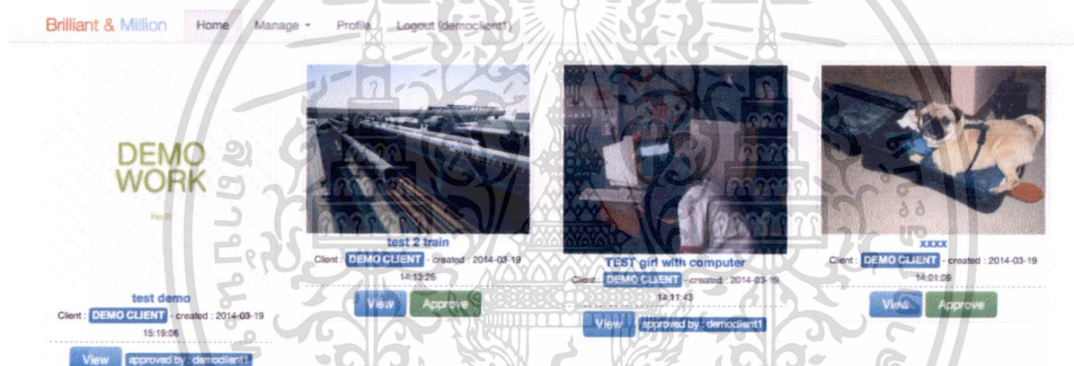 Brilliant & Million Home Manage Profile Logout (democlient1)
DEMO
WORK
test demo
Client : DEMO CLIENT - created : 2014-03-19
15:19:06
View approved by : democlient1
test 2 train
Client : DEMO CLIENT - created : 2014-03-19
14:13:26
View Approve
TEST girl with computer
Client : DEMO CLIENT - created : 2014-03-19
14:11:43
View approved by : democlient1
xxxx
Client : DEMO CLIENT - created : 2014-03-19
14:01:09
View Approve